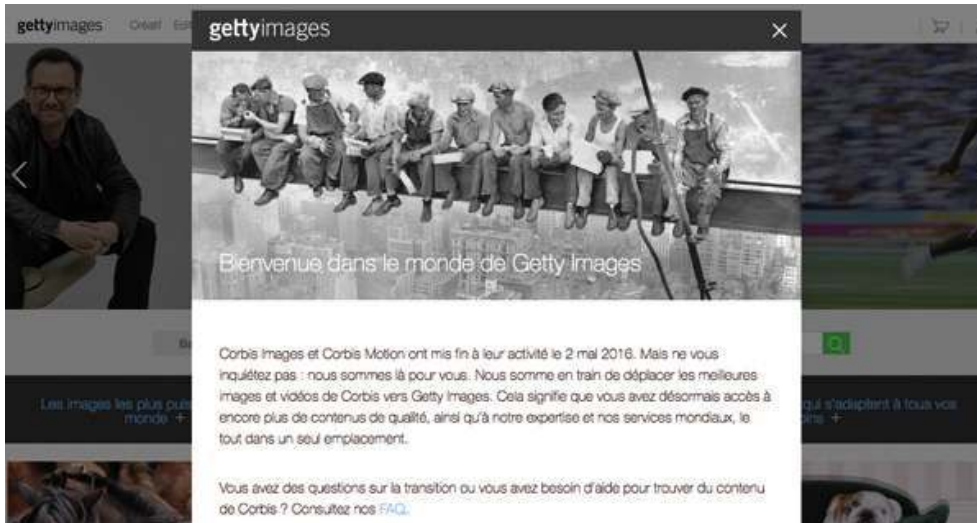 gettyimages
Créatif
gettyimages
Bienvenue dans le monde de Getty Images
Corbis Images et Corbis Motion ont mis fin à leur activité le 2 mai 2016. Mais ne vous
inquiétez pas : nous sommes là pour vous. Nous somme en train de déplacer les meilleures
images et vidéos de Corbis vers Getty Images. Cela signifie que vous avez désormais accès à
encore plus de contenus de qualité, ainsi qu'à notre expertise et nos services mondiaux, le
tout dans un seul emplacement.
Les images les plus
monde +
qui s'adaptent à tous vos
+
Vous avez des questions sur la transition ou vous avez besoin d'aide pour trouver du contenu
de Corbis ? Consultez nos FAQ.